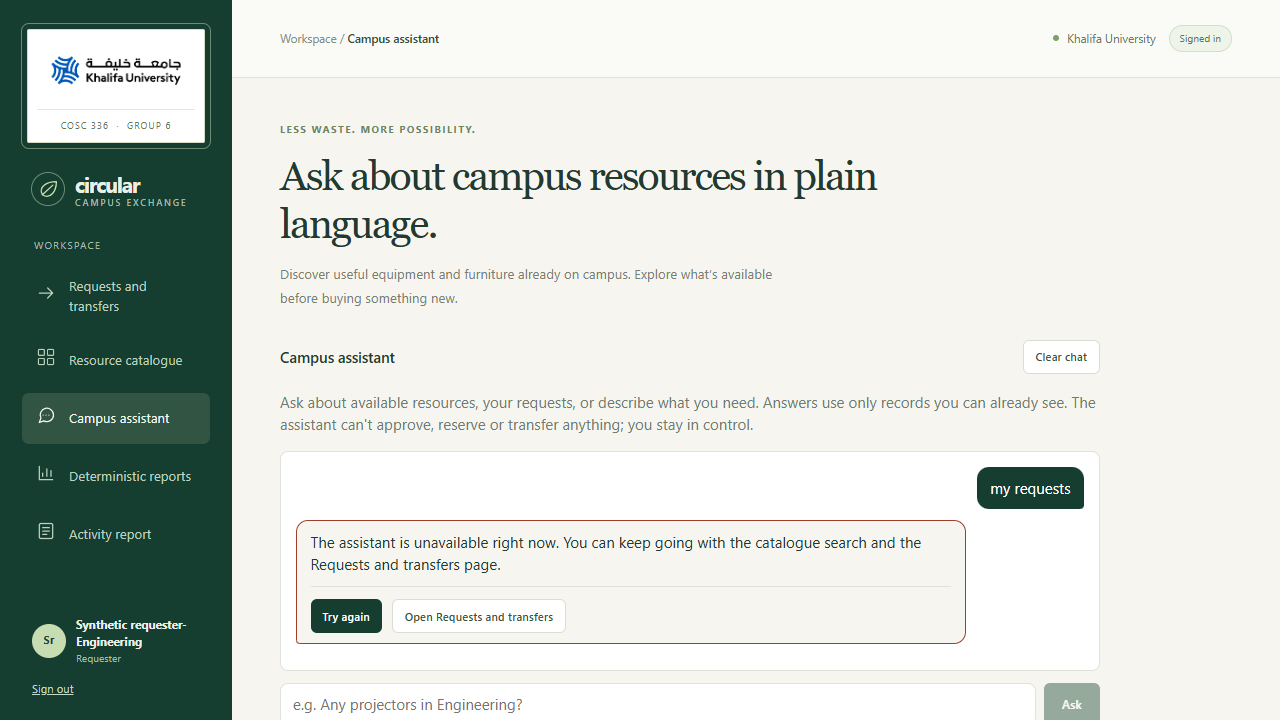 جامعة خليفة
Khalifa University
COSC 336 · GROUP 6
circular
CAMPUS EXCHANGE
WORKSPACE
Requests and
transfers
Resource catalogue
Campus assistant
Deterministic reports
Activity report
Sr
Synthetic requester-
Engineering
Requester
Sign out
Workspace / Campus assistant
Khalifa University
Signed in
LESS WASTE. MORE POSSIBILITY.
Ask about campus resources in plain
language.
Discover useful equipment and furniture already on campus. Explore what's available
before buying something new.
Campus assistant
Clear chat
Ask about available resources, your requests, or describe what you need. Answers use only records you can already see. The
assistant can't approve, reserve or transfer anything; you stay in control.
my requests
The assistant is unavailable right now. You can keep going with the catalogue search and the
Requests and transfers page.
Try again
Open Requests and transfers
e.g. Any projectors in Engineering?
Ask